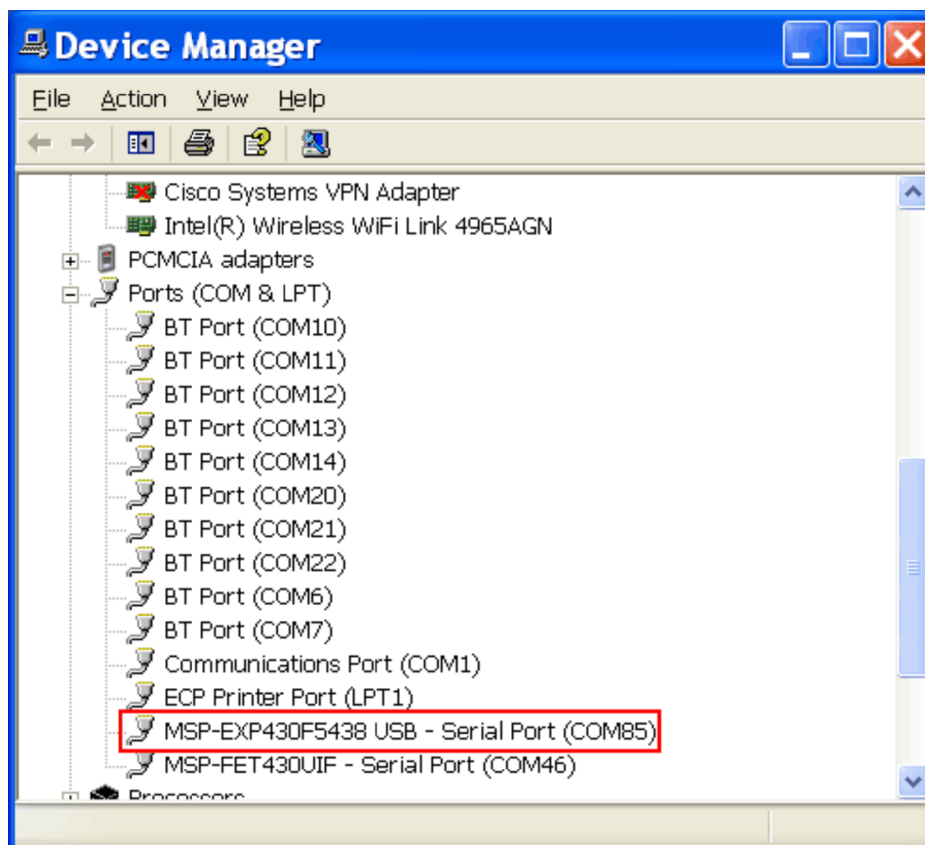 Device Manager
File Action View Help
Cisco Systems VPN Adapter
Intel(R) Wireless WiFi Link 4965AGN
PCMCIA adapters
Ports (COM & LPT)
BT Port (COM10)
BT Port (COM11)
BT Port (COM12)
BT Port (COM13)
BT Port (COM14)
BT Port (COM20)
BT Port (COM21)
BT Port (COM22)
BT Port (COM6)
BT Port (COM7)
Communications Port (COM1)
ECP Printer Port (LPT1)
MSP-EXP430F5438 USB - Serial Port (COM85)
MSP-FET430UIF - Serial Port (COM46)
Processors